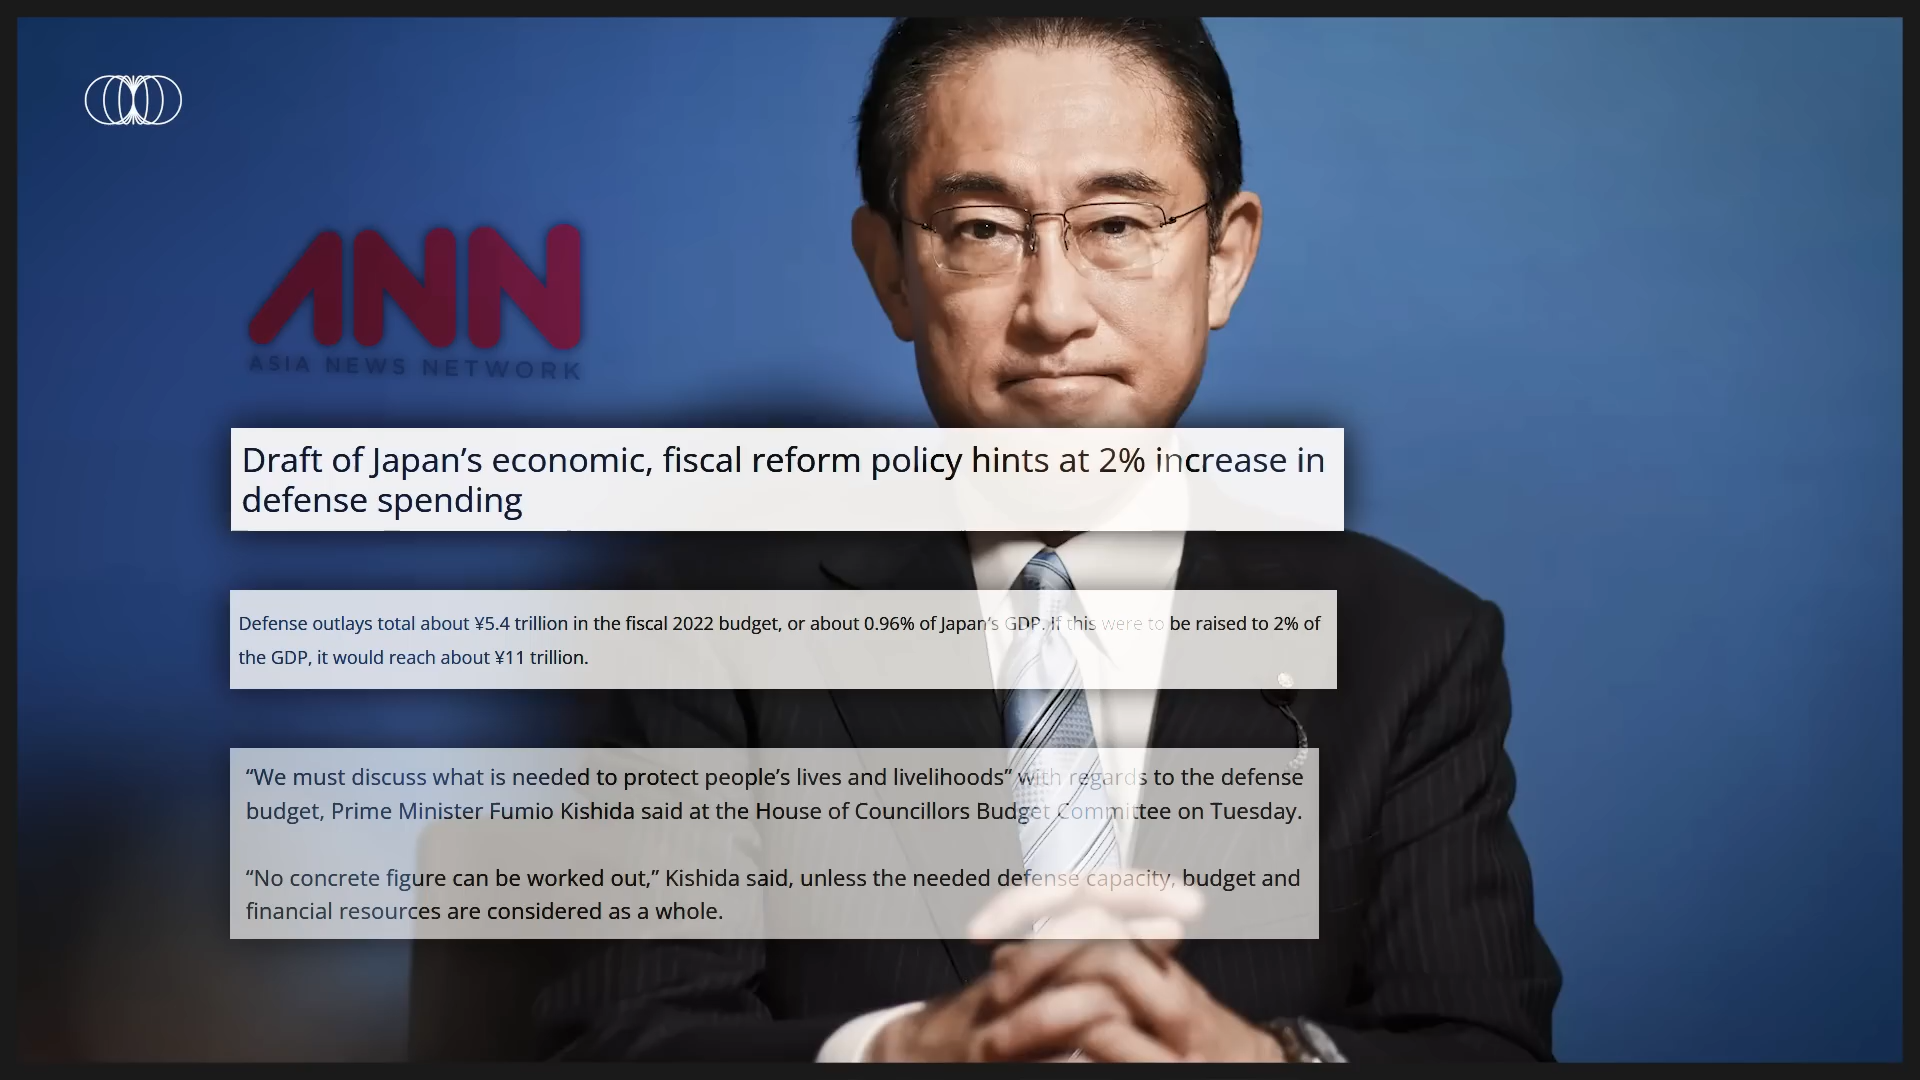 ANN
ASIA NEWS NETWORK
Draft of Japan’s economic, fiscal reform policy hints at 2% increase in
defense spending
Defense outlays total about ¥5.4 trillion in the fiscal 2022 budget, or about 0.96% of Japan’s GDP. If this were to be raised to 2% of
the GDP, it would reach about ¥11 trillion.
“We must discuss what is needed to protect people’s lives and livelihoods” with regards to the defense
budget, Prime Minister Fumio Kishida said at the House of Councillors Budget Committee on Tuesday.
“No concrete figure can be worked out,” Kishida said, unless the needed defense capacity, budget and
financial resources are considered as a whole.